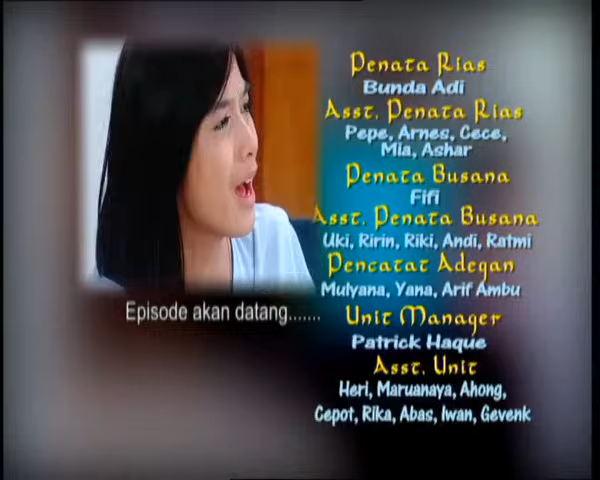 Penata Rias
Bunda Adi
Asst. Penata Rias
Pepe, Arnes, Cece,
Mia, Ashar
Penata Busana
Fifi
Asst. Penata Busana
Uki, Ririn, Riki, Andi, Ratmi
Pencatat Adegan
Mulyana, Yana, Arif Ambu
Unit Manager
Patrick Haque
Asst. Unit
Heri, Maruanaya, Ahong,
Cepot, Rika, Abas, Iwan, Gevenk
Episode akan datang.......